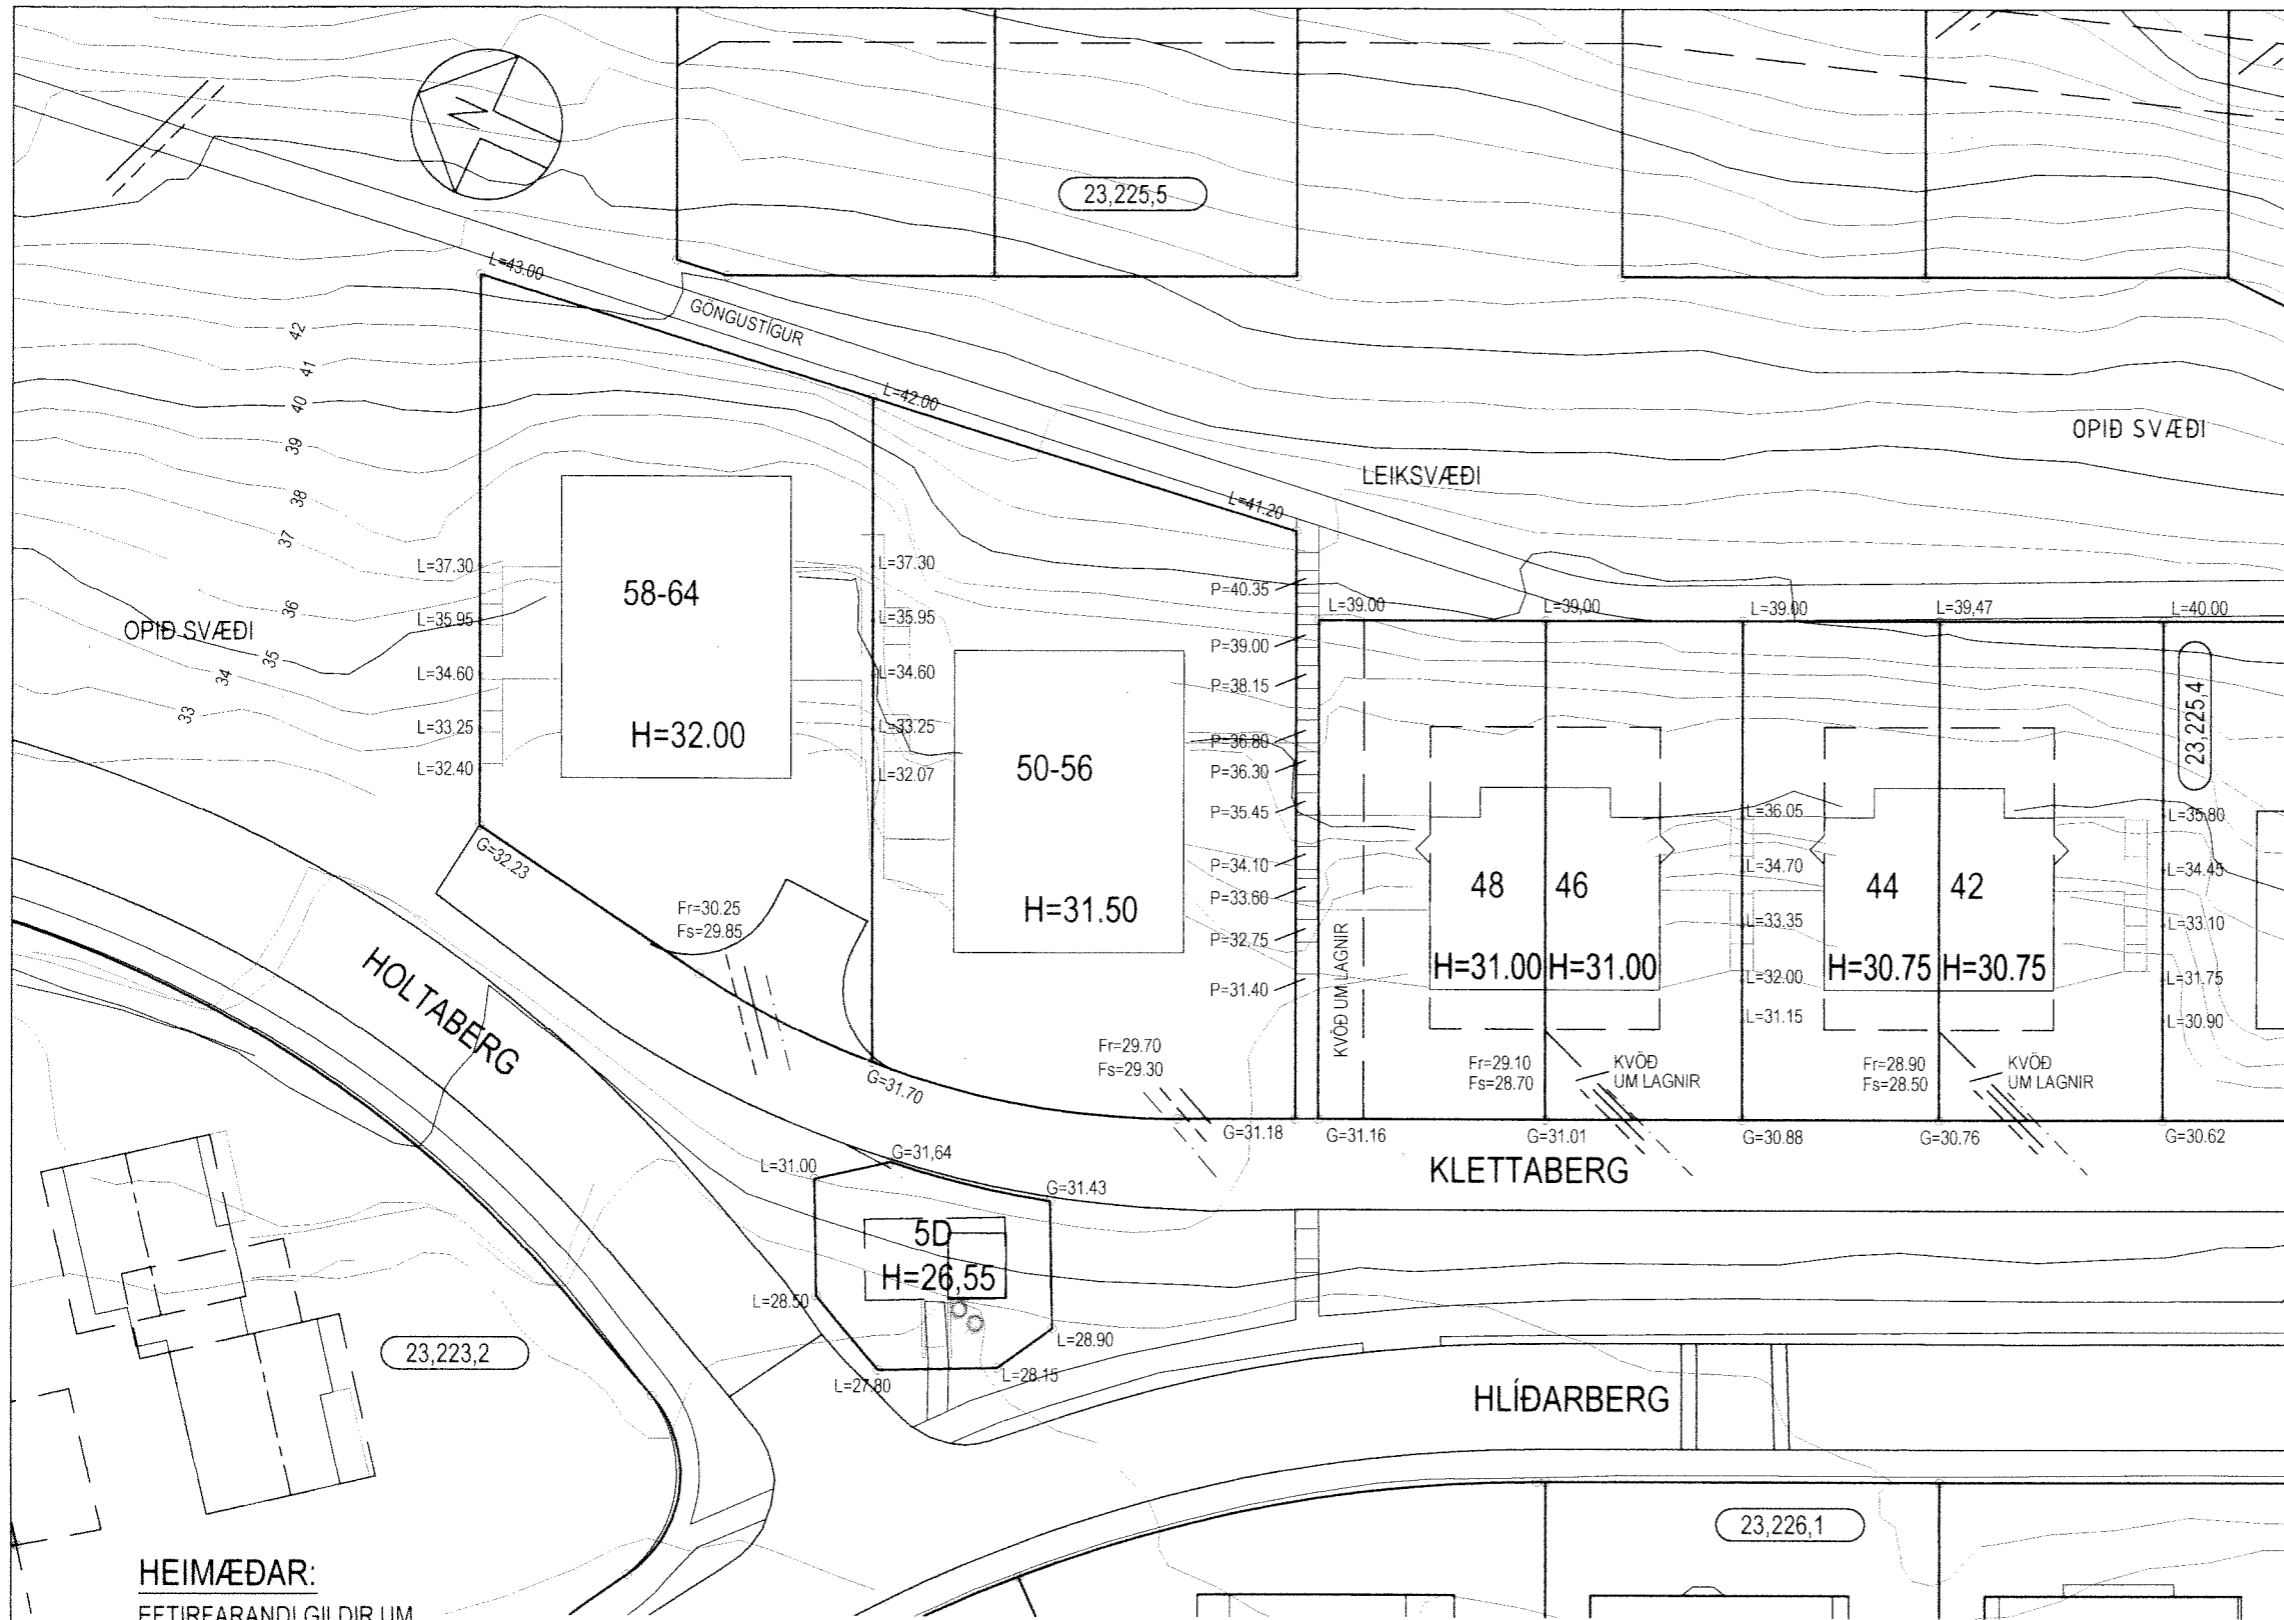 N
23,225,5
L=43.00
GÖNGUSTÍGUR
42
41
40
39
38
37
36
35
34
33
L=42.00
OPIÐ SVÆÐI
LEIKSVÆÐI
L=41.20
L=37.30
L=35.95
L=34.60
L=33.25
L=32.40
OPIÐ SVÆÐI
58-64
H=32.00
L=37.30
L=35.95
L=34.60
L=33.25
L=32.07
50-56
H=31.50
P=40.35
P=39.00
P=38.15
P=36.80
P=36.30
P=35.45
P=34.10
P=33.60
P=32.75
P=31.40
L=39.00
L=39,00
L=39.00
L=39,47
L=40.00
23,225,4
KVÖÐ UM LAGNIR
48
46
H=31.00
H=31.00
L=36.05
L=34.70
L=33.35
L=32.00
L=31.15
44
42
H=30.75
H=30.75
L=35.80
L=34.45
L=33.10
L=31.75
L=30.90
G=32.23
Fr=30.25
Fs=29.85
HOLTABERG
G=31.70
Fr=29.70
Fs=29.30
Fr=29.10
Fs=28.70
KVÖÐ
UM LAGNIR
Fr=28.90
Fs=28.50
KVÖÐ
UM LAGNIR
G=31.18
G=31.16
G=31.01
G=30.88
G=30.76
G=30.62
KLETTABERG
G=31,64
L=31.00
G=31.43
5D
H=26,55
L=28.50
L=28.90
L=28.15
L=27.80
23,223,2
HLÍÐARBERG
23,226,1
HEIMÆÐAR:
EFTIRFARANDI GILDIR UM